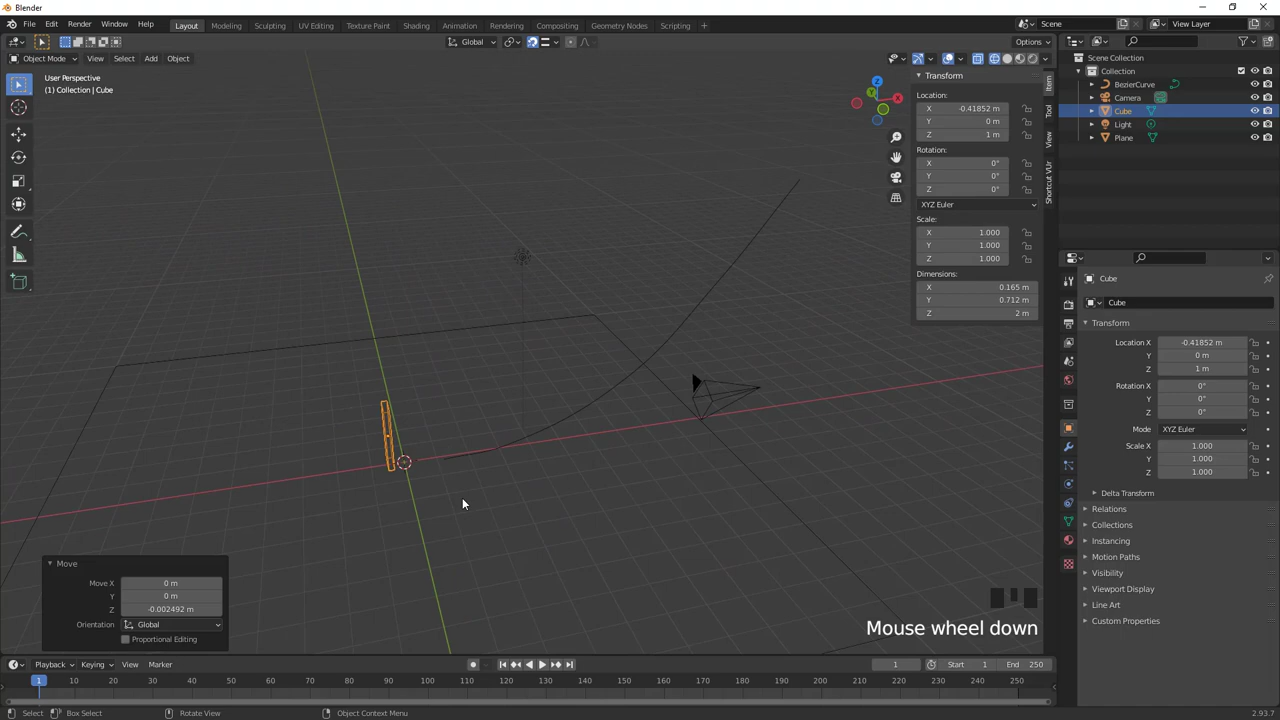 Blender
File Edit Render Window Help Layout Modeling Sculpting UV Editing Texture Paint Shading Animation Rendering Compositing Geometry Nodes Scripting + Scene View Layer
Global Options
Object Mode View Select Add Object
User Perspective
(1) Collection | Cube
Z
Y
X
Transform
Location:
X -0.41852 m
Y 0 m
Z 1 m
Rotation:
X 0°
Y 0°
Z 0°
XYZ Euler
Scale:
X 1.000
Y 1.000
Z 1.000
Dimensions:
X 0.165 m
Y 0.712 m
Z 2 m
Item
Tool
View
Shortcut VUr
Scene Collection
Collection
BezierCurve
Camera
Cube
Light
Plane
Cube
Cube
Transform
Location X -0.41852 m
Y 0 m
Z 1 m
Rotation X 0°
Y 0°
Z 0°
Mode XYZ Euler
Scale X 1.000
Y 1.000
Z 1.000
Delta Transform
Relations
Collections
Instancing
Motion Paths
Visibility
Viewport Display
Line Art
Custom Properties
Move
Move X 0 m
Y 0 m
Z -0.002492 m
Orientation Global
Proportional Editing
Mouse wheel down
Playback Keying View Marker 1 Start 1 End 250
1 10 20 30 40 50 60 70 80 90 100 110 120 130 140 150 160 170 180 190 200 210 220 230 240 250
Select Box Select Rotate View Object Context Menu 2.93.7